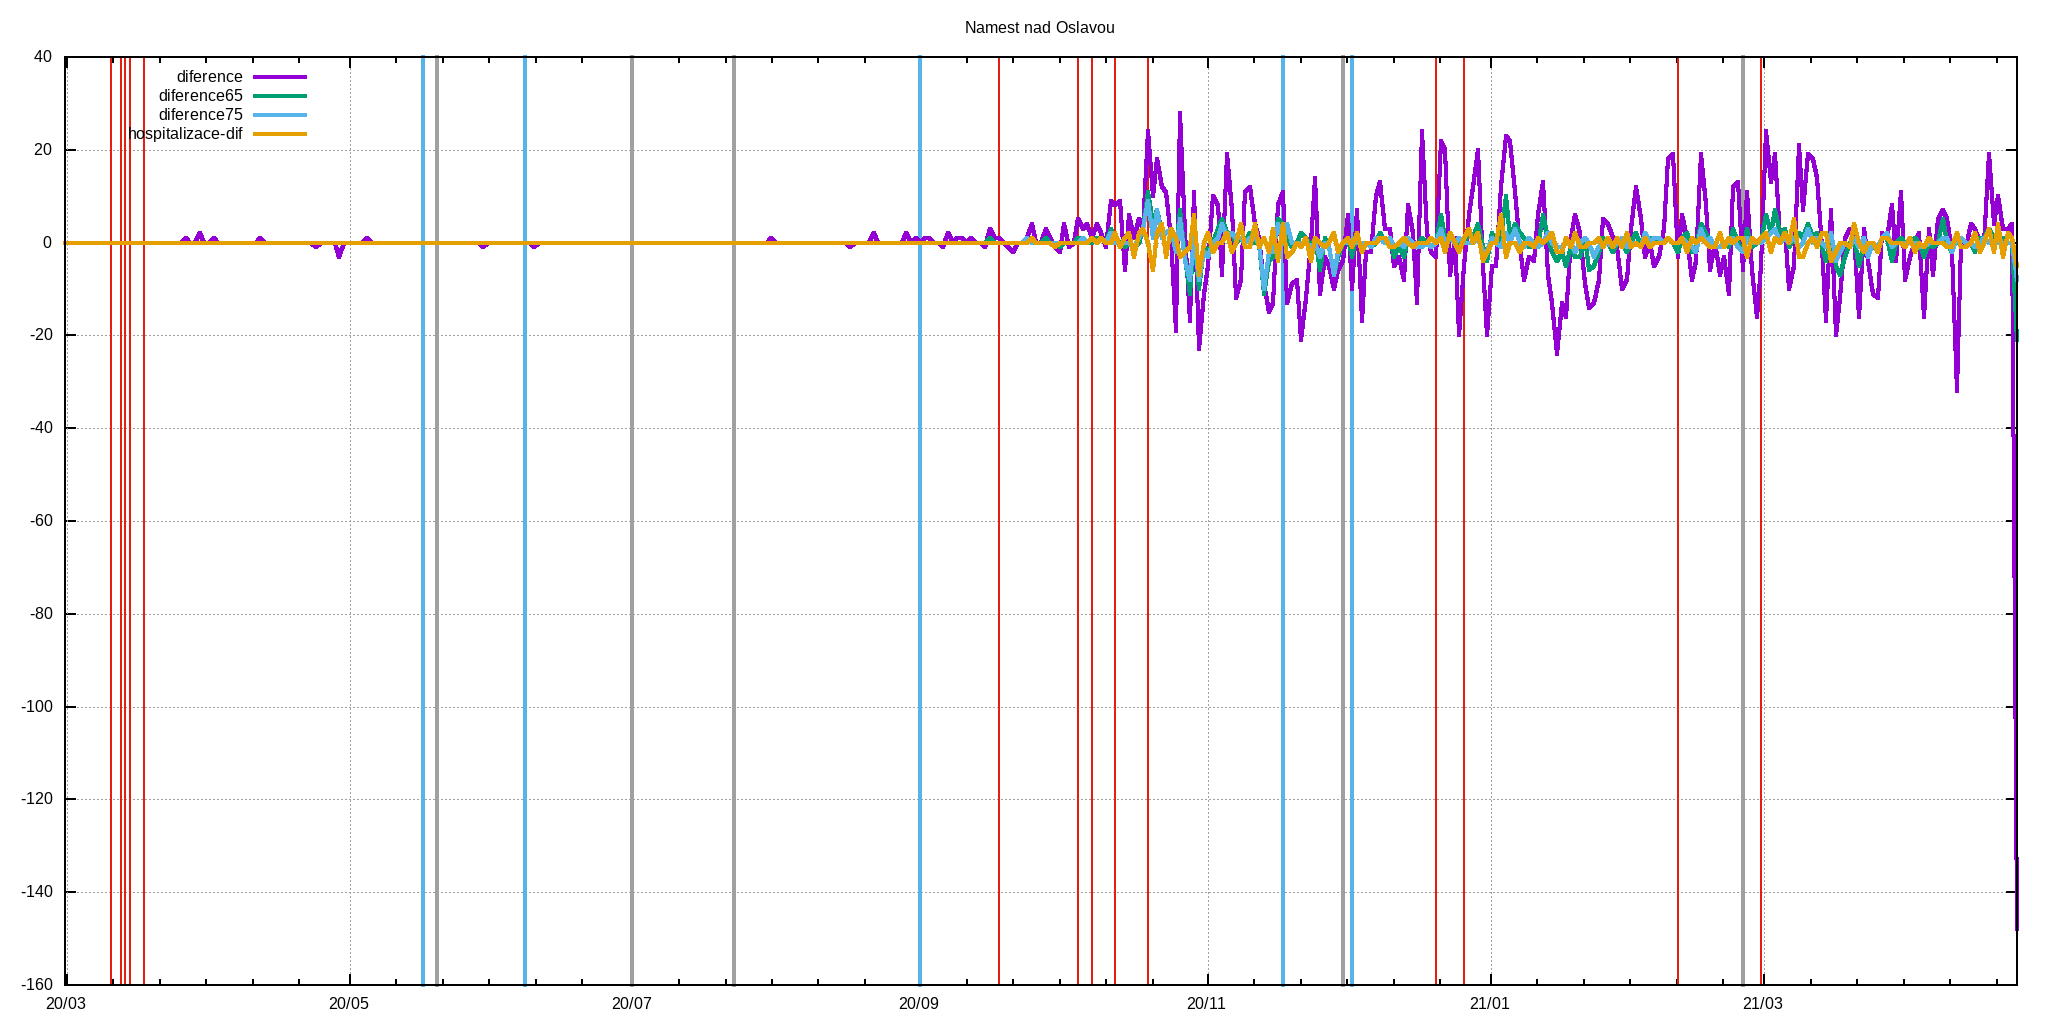 Namest nad Oslavou
diference
diference65
diference75
hospitalizace-dif
40
20
0
-20
-40
-60
-80
-100
-120
-140
-160
20/03 20/05 20/07 20/09 20/11 21/01 21/03